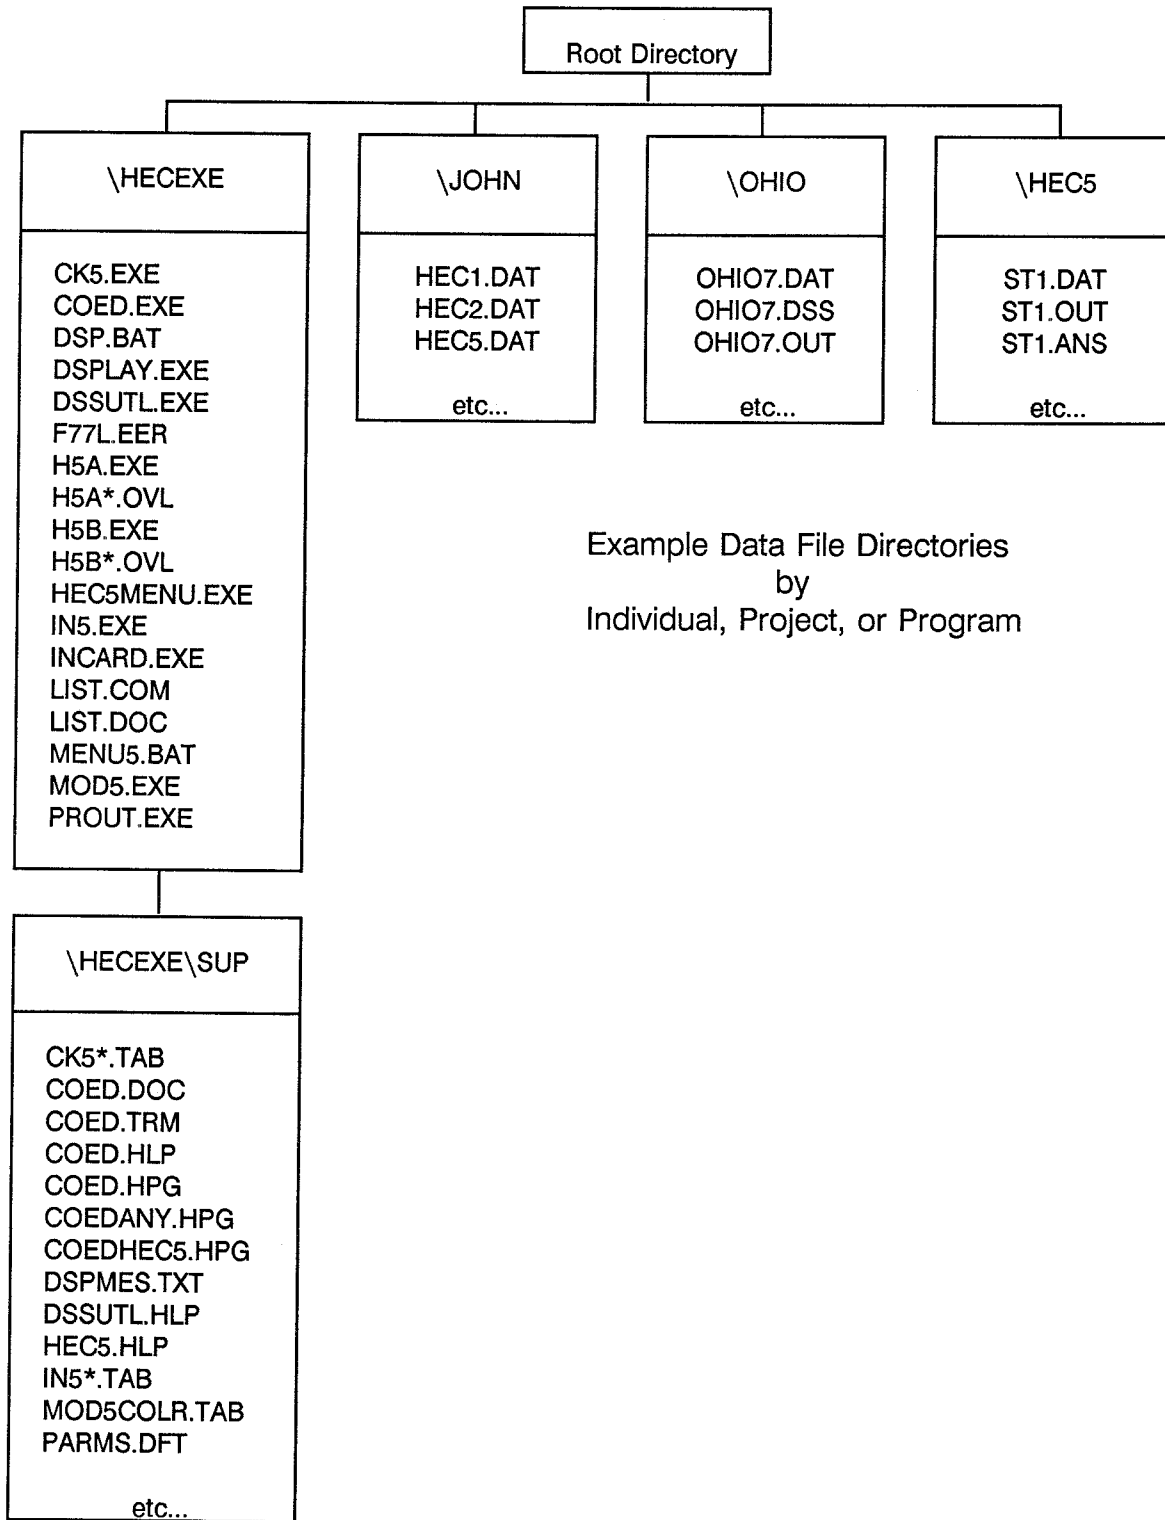 Root Directory
\HECEXE
CK5.EXE
COED.EXE
DSP.BAT
DSPLAY.EXE
DSSUTL.EXE
F77L.EER
H5A.EXE
H5A*.OVL
H5B.EXE
H5B*.OVL
HEC5MENU.EXE
IN5.EXE
INCARD.EXE
LIST.COM
LIST.DOC
MENU5.BAT
MOD5.EXE
PROUT.EXE
\JOHN
HEC1.DAT
HEC2.DAT
HEC5.DAT
etc...
\OHIO
OHIO7.DAT
OHIO7.DSS
OHIO7.OUT
etc...
\HEC5
ST1.DAT
ST1.OUT
ST1.ANS
etc...
Example Data File Directories
by
Individual, Project, or Program
\HECEXE\SUP
CK5*.TAB
COED.DOC
COED.TRM
COED.HLP
COED.HPG
COEDANY.HPG
COEDHEC5.HPG
DSPMES.TXT
DSSUTL.HLP
HEC5.HLP
IN5*.TAB
MOD5COLR.TAB
PARMS.DFT
etc...